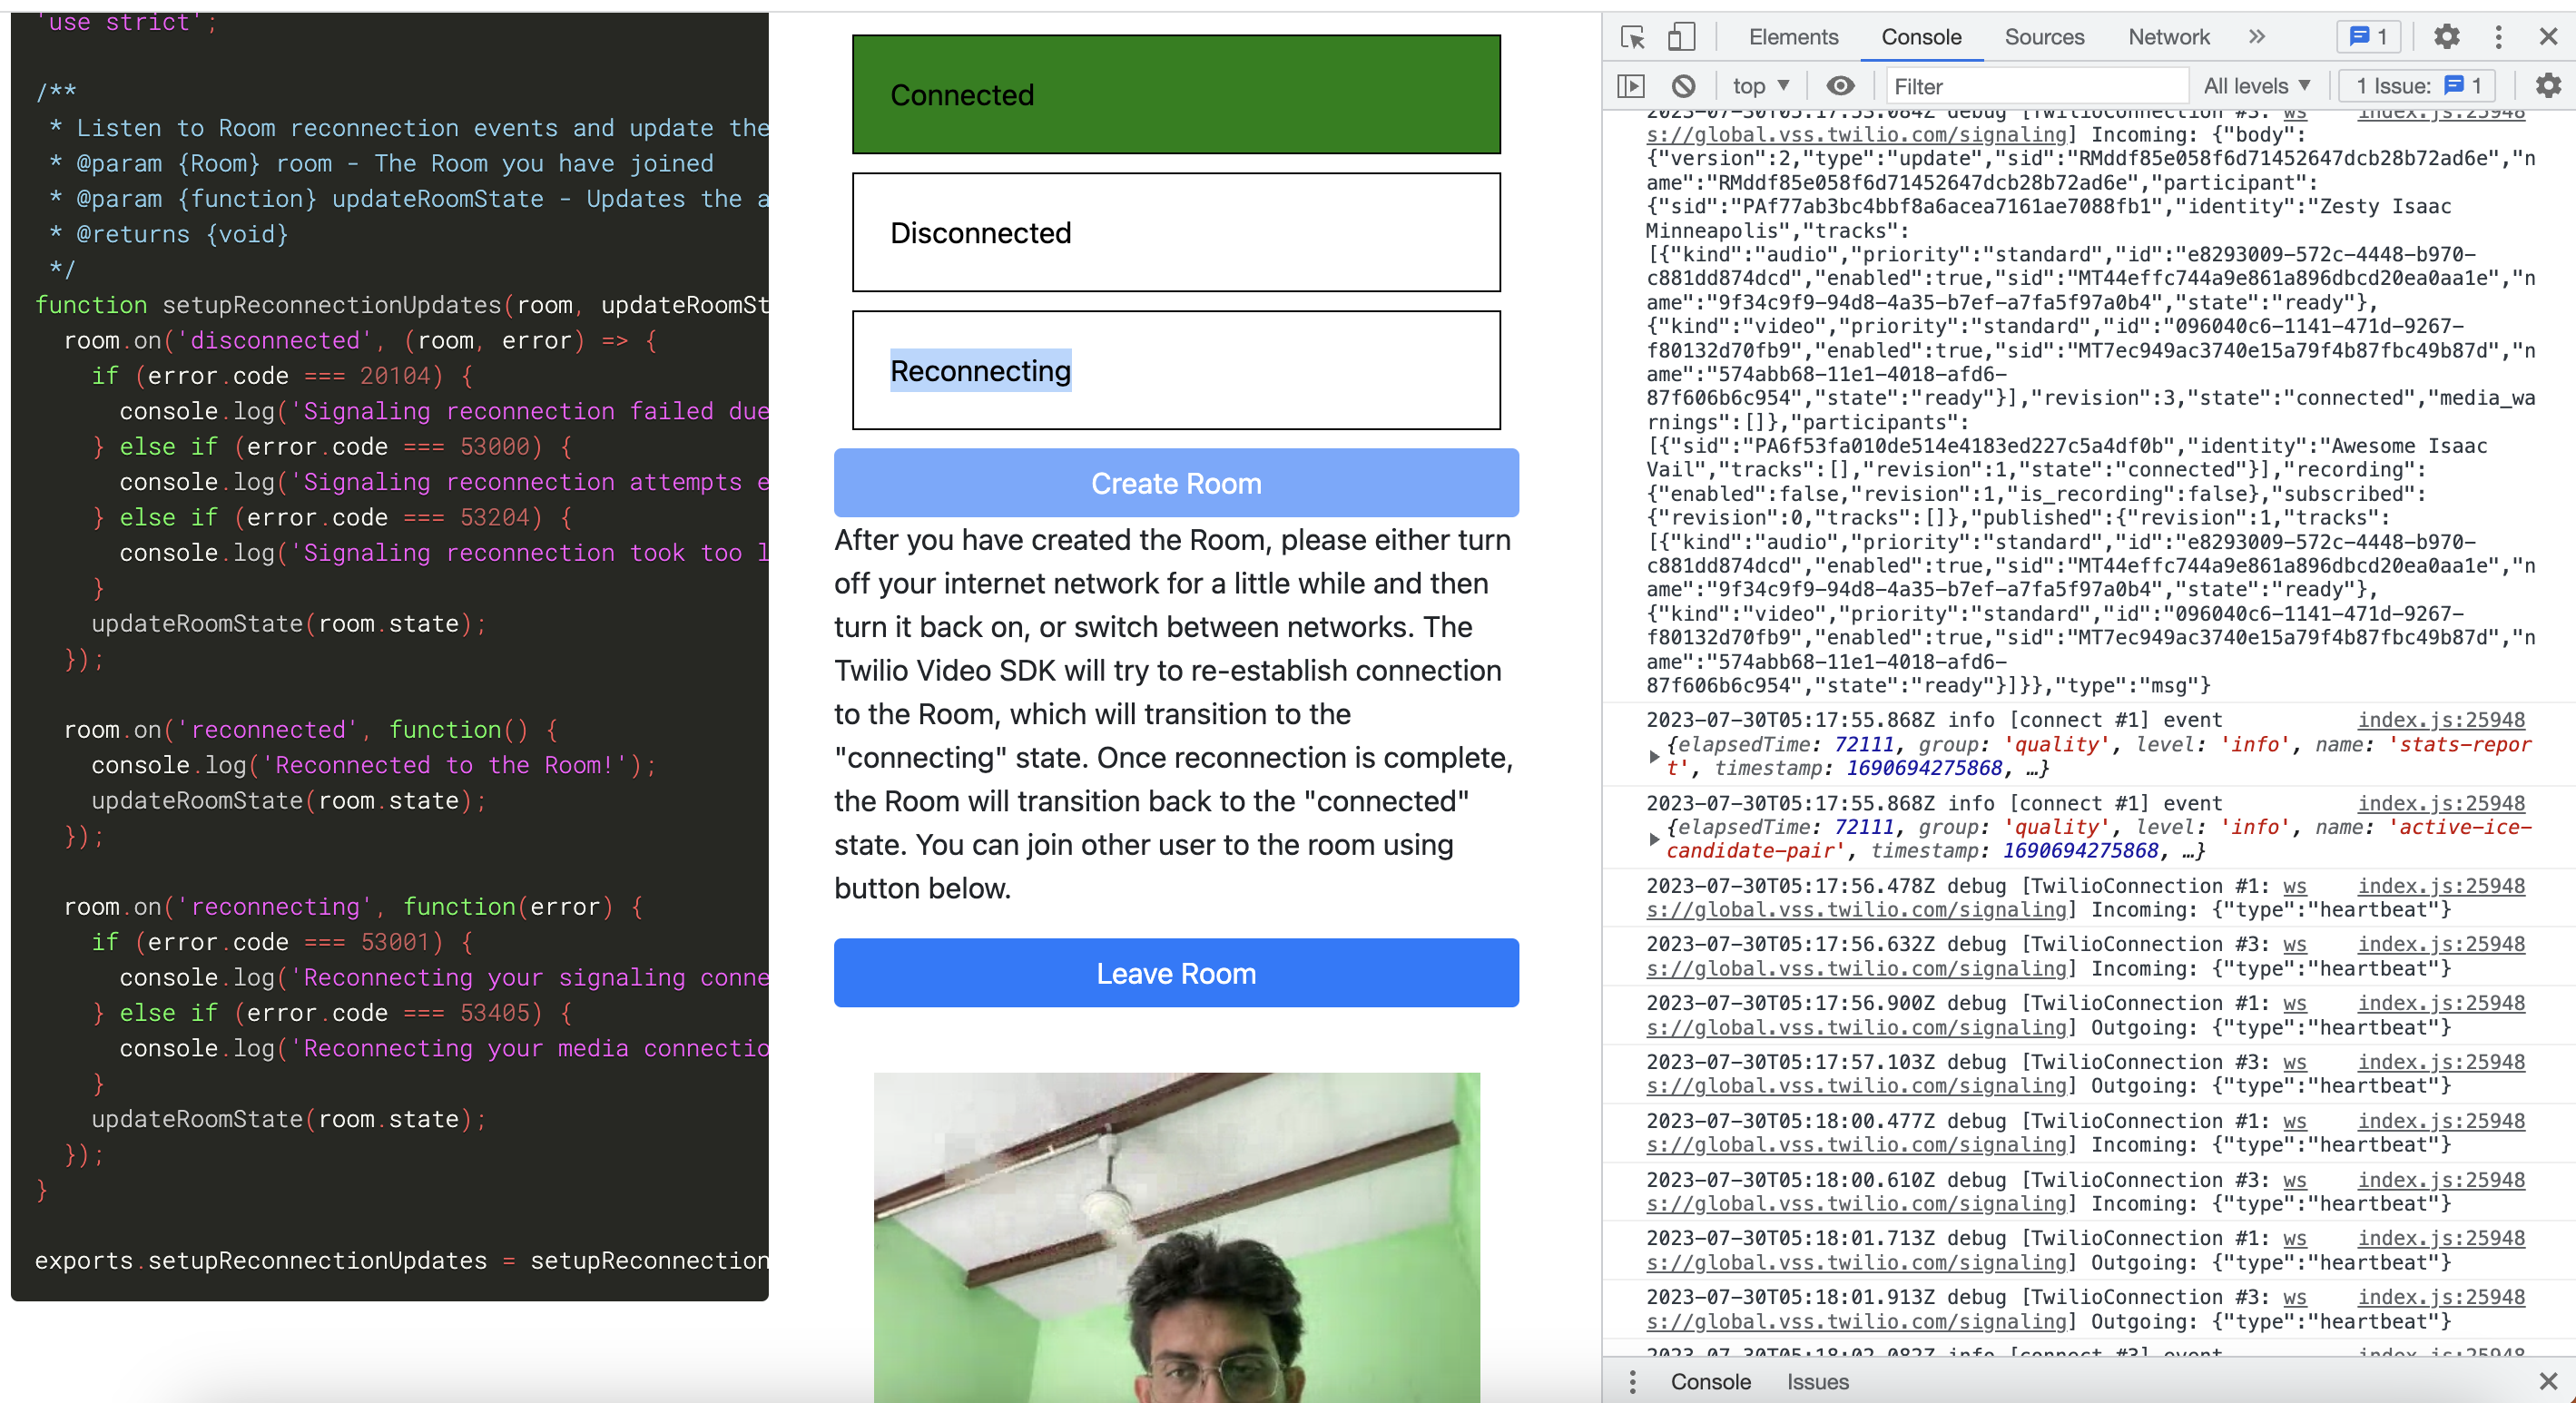 'use strict';
/**
 * Listen to Room reconnection events and update the
 * @param {Room} room - The Room you have joined
 * @param {function} updateRoomState - Updates the a
 * @returns {void}
 */
function setupReconnectionUpdates(room, updateRoomSt
room.on('disconnected', (room, error) => {
if (error.code === 20104) {
console.log('Signaling reconnection failed due
} else if (error.code === 53000) {
console.log('Signaling reconnection attempts e
} else if (error.code === 53204) {
console.log('Signaling reconnection took too l
}
updateRoomState(room.state);
});
room.on('reconnected', function() {
console.log('Reconnected to the Room!');
updateRoomState(room.state);
});
room.on('reconnecting', function(error) {
if (error.code === 53001) {
console.log('Reconnecting your signaling conne
} else if (error.code === 53405) {
console.log('Reconnecting your media connectio
}
updateRoomState(room.state);
});
}
exports.setupReconnectionUpdates = setupReconnection
Connected
Disconnected
Reconnecting
Create Room
After you have created the Room, please either turn
off your internet network for a little while and then
turn it back on, or switch between networks. The
Twilio Video SDK will try to re-establish connection
to the Room, which will transition to the
"connecting" state. Once reconnection is complete,
the Room will transition back to the "connected"
state. You can join other user to the room using
button below.
Leave Room
Elements Console Sources Network » 1
top ▼ Filter All levels ▼ 1 Issue: 1
2023-07-30T05:17:53.084Z debug [TwilioConnection #3: ws index.js:25948
s://global.vss.twilio.com/signaling] Incoming: {"body":
{"version":2,"type":"update","sid":"RMddf85e058f6d71452647dcb28b72ad6e","n
ame":"RMddf85e058f6d71452647dcb28b72ad6e","participant":
{"sid":"PAf77ab3bc4bbf8a6acea7161ae7088fb1","identity":"Zesty Isaac
Minneapolis","tracks":
[{"kind":"audio","priority":"standard","id":"e8293009-572c-4448-b970-
c881dd874dcd","enabled":true,"sid":"MT44effc744a9e861a896dbcd20ea0aa1e","n
ame":"9f34c9f9-94d8-4a35-b7ef-a7fa5f97a0b4","state":"ready"},
{"kind":"video","priority":"standard","id":"096040c6-1141-471d-9267-
f80132d70fb9","enabled":true,"sid":"MT7ec949ac3740e15a79f4b87fbc49b87d","n
ame":"574abb68-11e1-4018-afd6-
87f606b6c954","state":"ready"}],"revision":3,"state":"connected","media_wa
rnings":[]},"participants":
[{"sid":"PA6f53fa010de514e4183ed227c5a4df0b","identity":"Awesome Isaac
Vail","tracks":[],"revision":1,"state":"connected"}],"recording":
{"enabled":false,"revision":1,"is_recording":false},"subscribed":
{"revision":0,"tracks":[]},"published":{"revision":1,"tracks":
[{"kind":"audio","priority":"standard","id":"e8293009-572c-4448-b970-
c881dd874dcd","enabled":true,"sid":"MT44effc744a9e861a896dbcd20ea0aa1e","n
ame":"9f34c9f9-94d8-4a35-b7ef-a7fa5f97a0b4","state":"ready"},
{"kind":"video","priority":"standard","id":"096040c6-1141-471d-9267-
f80132d70fb9","enabled":true,"sid":"MT7ec949ac3740e15a79f4b87fbc49b87d","n
ame":"574abb68-11e1-4018-afd6-
87f606b6c954","state":"ready"}]}},"type":"msg"}
2023-07-30T05:17:55.868Z info [connect #1] event index.js:25948
{elapsedTime: 72111, group: 'quality', level: 'info', name: 'stats-repor
t', timestamp: 1690694275868, …}
2023-07-30T05:17:55.868Z info [connect #1] event index.js:25948
{elapsedTime: 72111, group: 'quality', level: 'info', name: 'active-ice-
candidate-pair', timestamp: 1690694275868, …}
2023-07-30T05:17:56.478Z debug [TwilioConnection #1: ws index.js:25948
s://global.vss.twilio.com/signaling] Incoming: {"type":"heartbeat"}
2023-07-30T05:17:56.632Z debug [TwilioConnection #3: ws index.js:25948
s://global.vss.twilio.com/signaling] Incoming: {"type":"heartbeat"}
2023-07-30T05:17:56.900Z debug [TwilioConnection #1: ws index.js:25948
s://global.vss.twilio.com/signaling] Outgoing: {"type":"heartbeat"}
2023-07-30T05:17:57.103Z debug [TwilioConnection #3: ws index.js:25948
s://global.vss.twilio.com/signaling] Outgoing: {"type":"heartbeat"}
2023-07-30T05:18:00.477Z debug [TwilioConnection #1: ws index.js:25948
s://global.vss.twilio.com/signaling] Incoming: {"type":"heartbeat"}
2023-07-30T05:18:00.610Z debug [TwilioConnection #3: ws index.js:25948
s://global.vss.twilio.com/signaling] Incoming: {"type":"heartbeat"}
2023-07-30T05:18:01.713Z debug [TwilioConnection #1: ws index.js:25948
s://global.vss.twilio.com/signaling] Outgoing: {"type":"heartbeat"}
2023-07-30T05:18:01.913Z debug [TwilioConnection #3: ws index.js:25948
s://global.vss.twilio.com/signaling] Outgoing: {"type":"heartbeat"}
2023-07-30T05:18:02.082Z info [connect #3] event index.js:25948
Console Issues